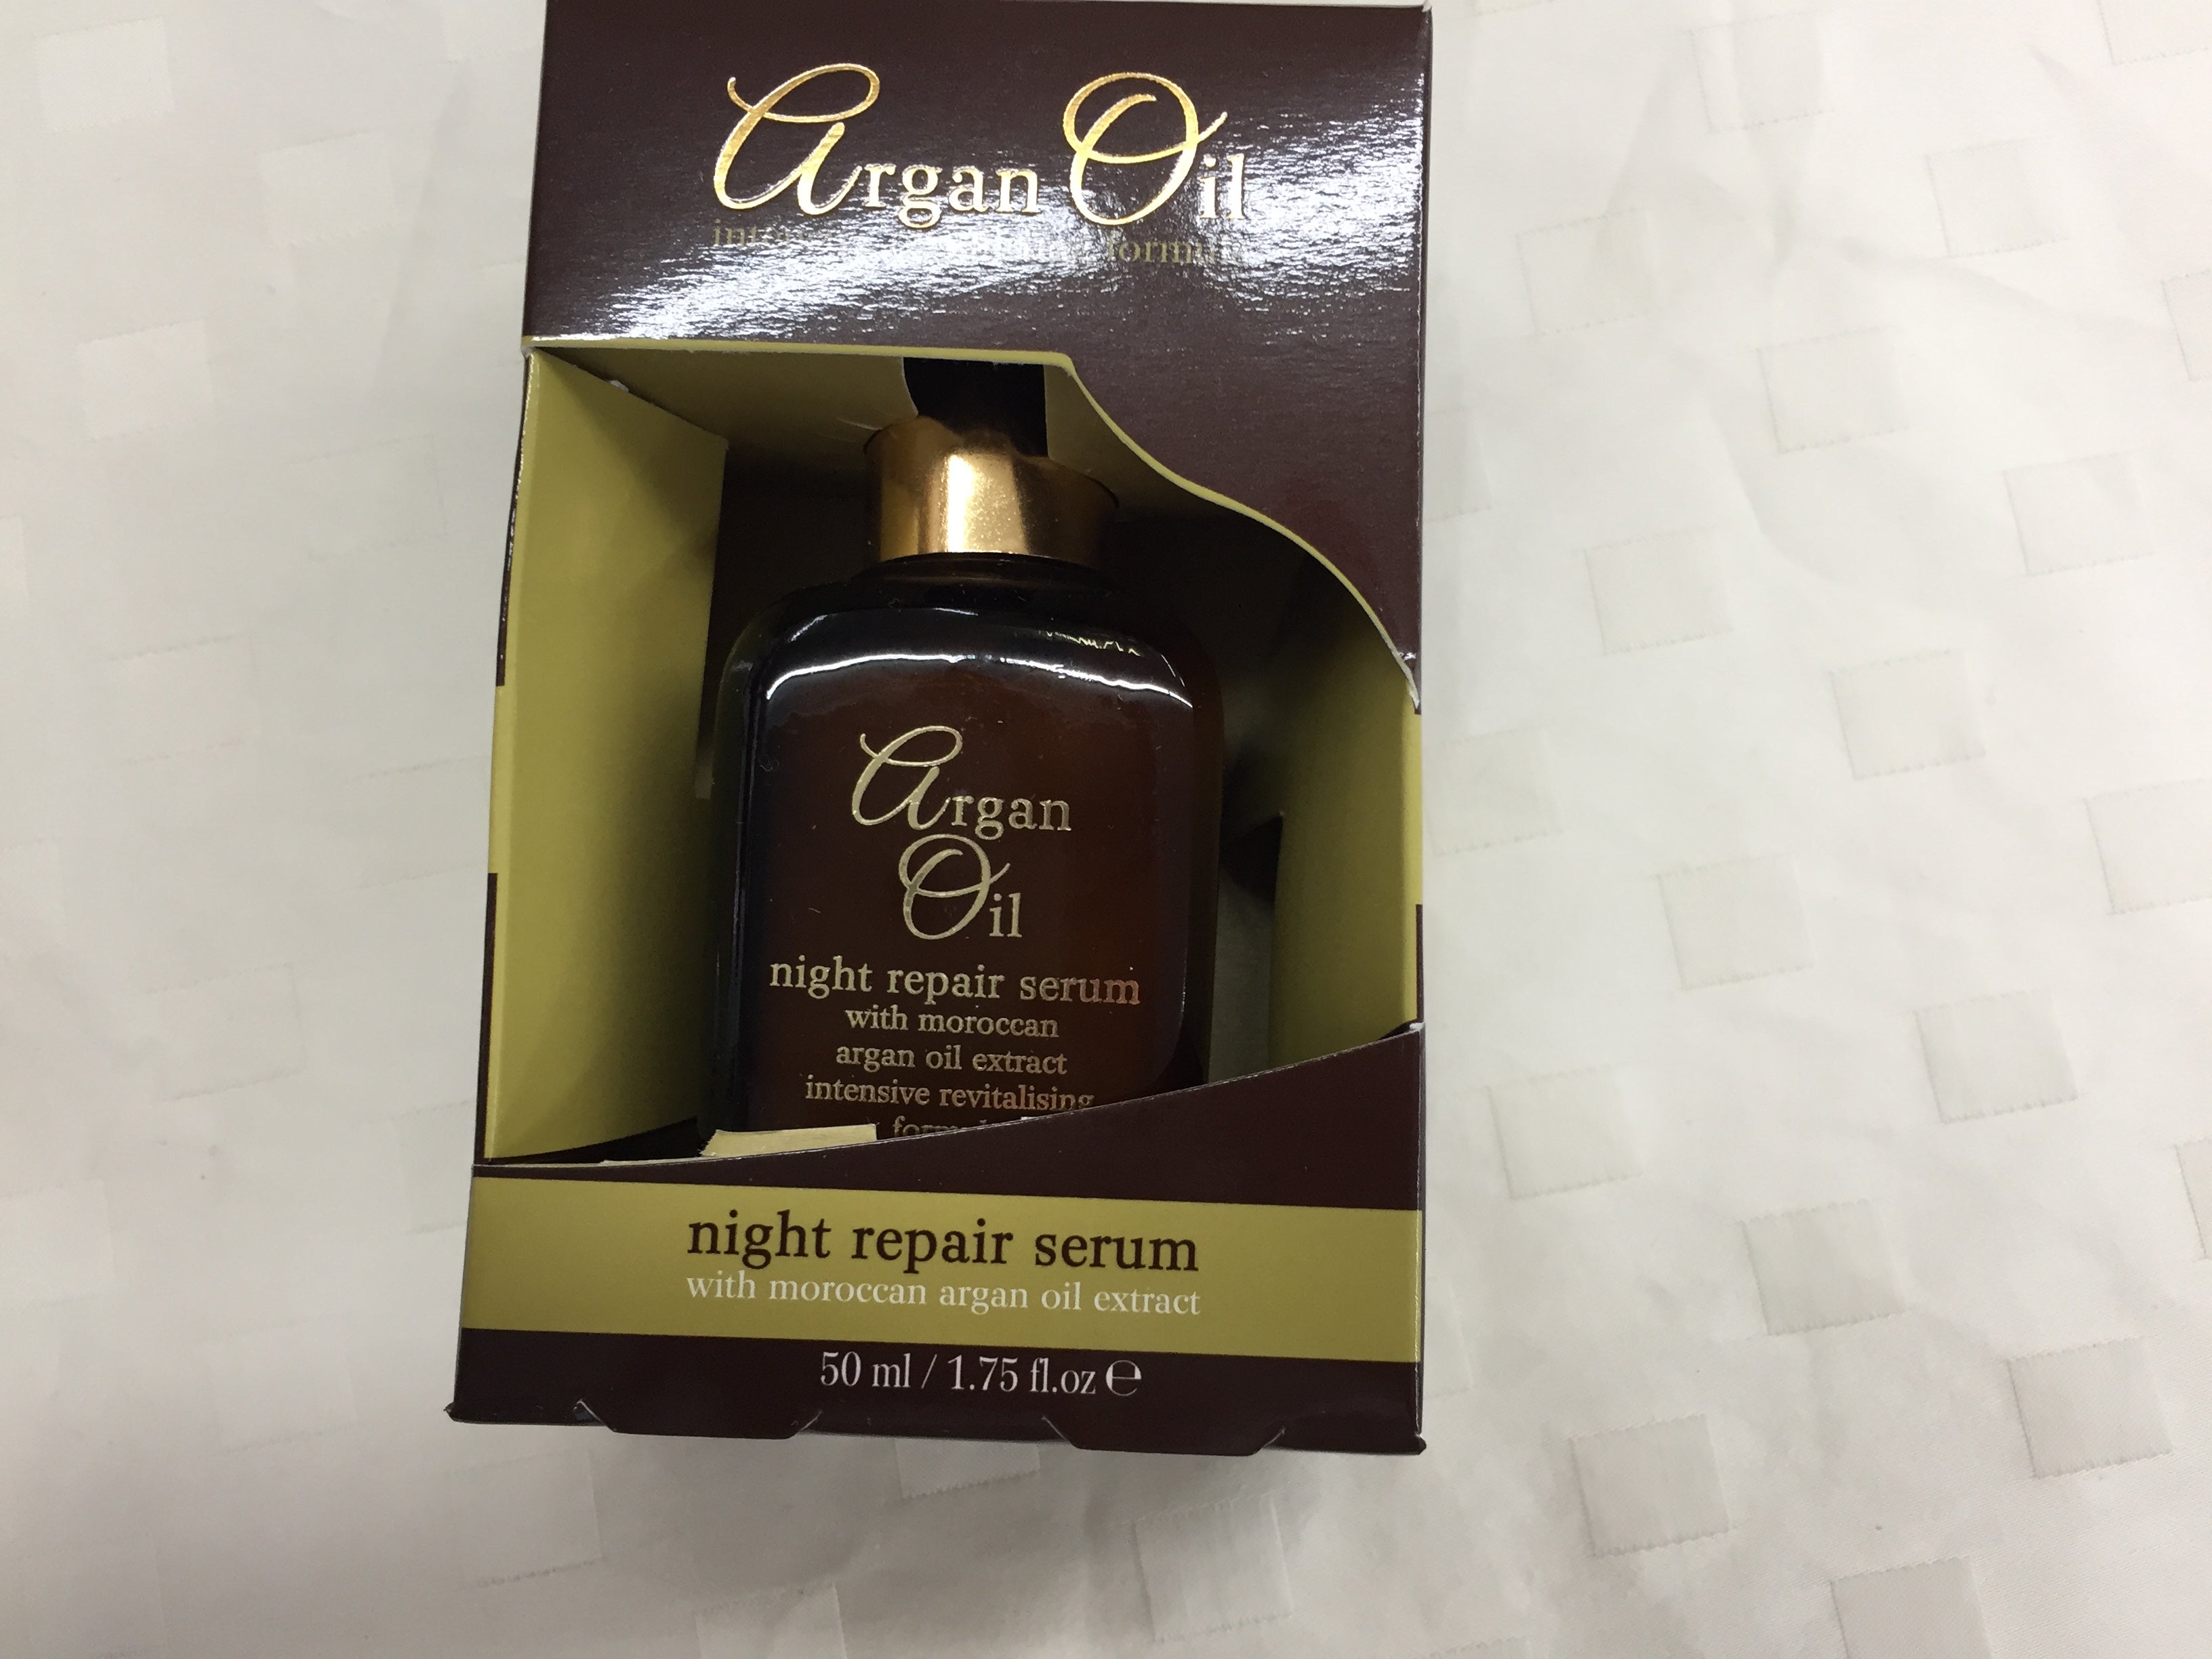 Argan Oil
formula
Argan
Oil
night repair serum
with moroccan
argan oil extract
intensive revitalising
night repair serum
with moroccan argan oil extract
50 ml / 1.75 fl.oz ℮